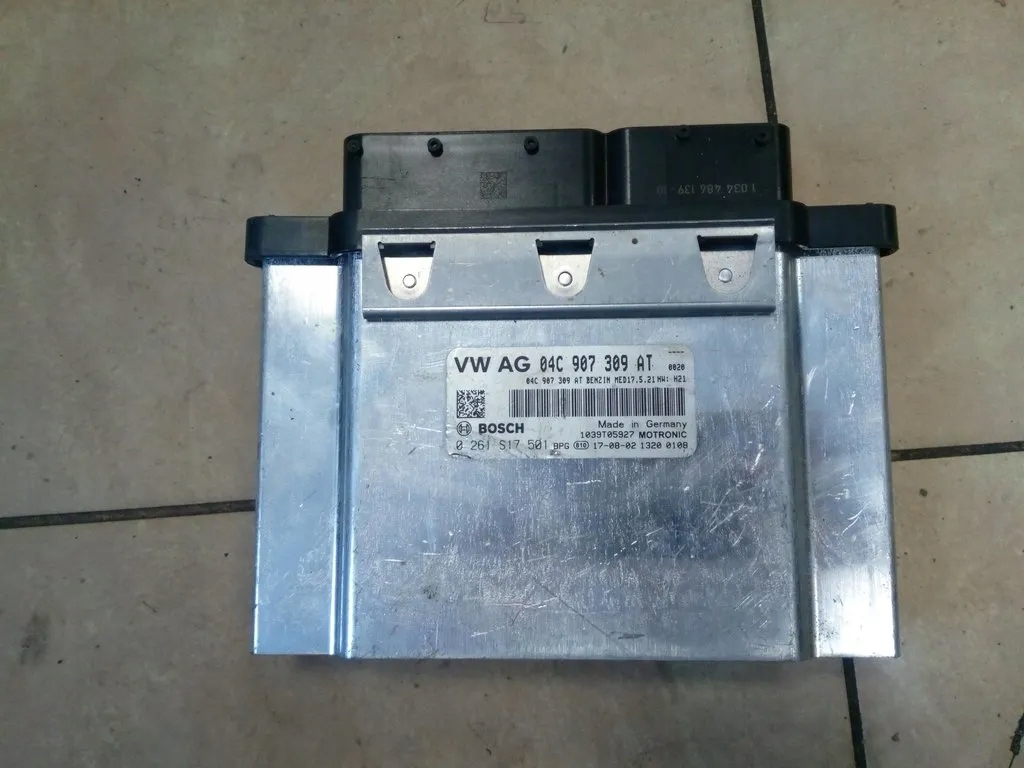 1 034 486 139
VW AG 04C 907 309 AT 0020
04C 907 309 AT BENZIN MED17.5.21 HW: H21
BOSCH Made in Germany
1039T05927 MOTRONIC
0 261 S17 501 BPG 010 17-08-02 1320 0108